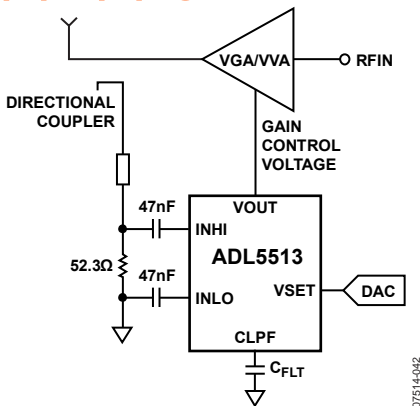 VGA/VVA
RFIN
DIRECTIONAL
COUPLER
GAIN
CONTROL
VOLTAGE
47nF
VOUT
INHI
ADL5513
52.3Ω
47nF
INLO
VSET
DAC
CLPF
CFLT
07514-042